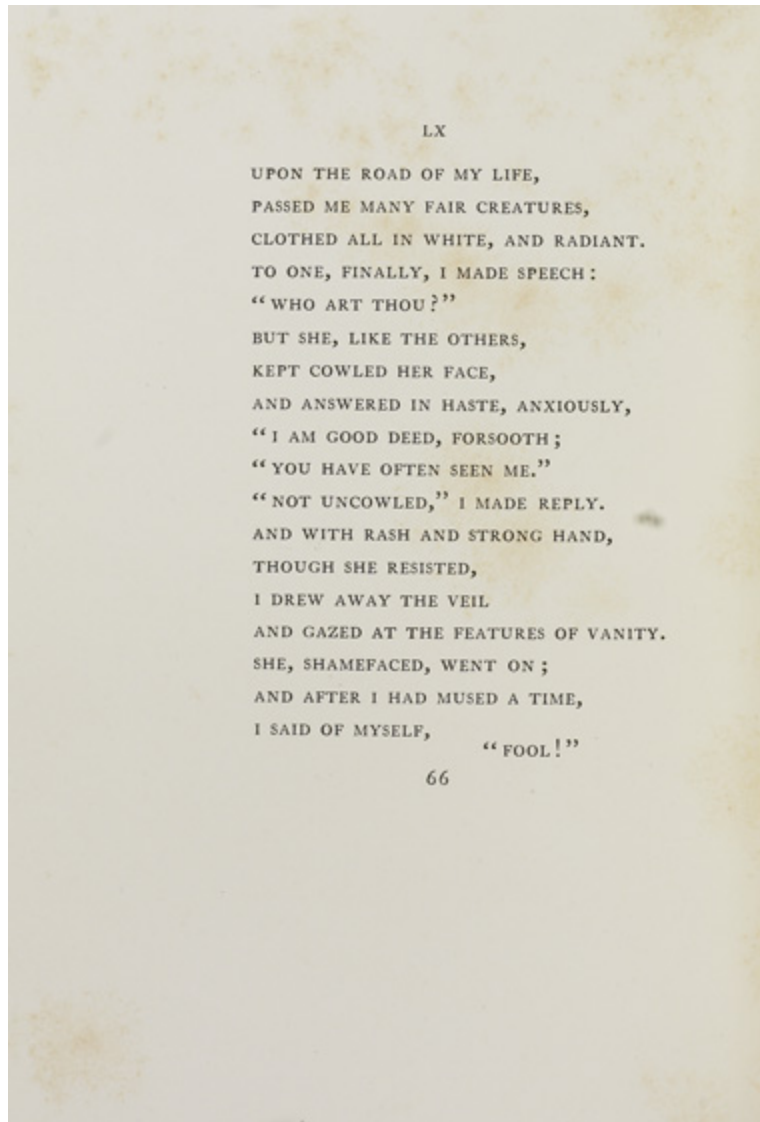 LX
UPON THE ROAD OF MY LIFE,
PASSED ME MANY FAIR CREATURES,
CLOTHED ALL IN WHITE, AND RADIANT.
TO ONE, FINALLY, I MADE SPEECH:
"WHO ART THOU?"
BUT SHE, LIKE THE OTHERS,
KEPT COWLED HER FACE,
AND ANSWERED IN HASTE, ANXIOUSLY,
"I AM GOOD DEED, FORSOOTH;
"YOU HAVE OFTEN SEEN ME."
"NOT UNCOWLED," I MADE REPLY.
AND WITH RASH AND STRONG HAND,
THOUGH SHE RESISTED,
I DREW AWAY THE VEIL
AND GAZED AT THE FEATURES OF VANITY.
SHE, SHAMEFACED, WENT ON;
AND AFTER I HAD MUSED A TIME,
I SAID OF MYSELF,
"FOOL!"
66